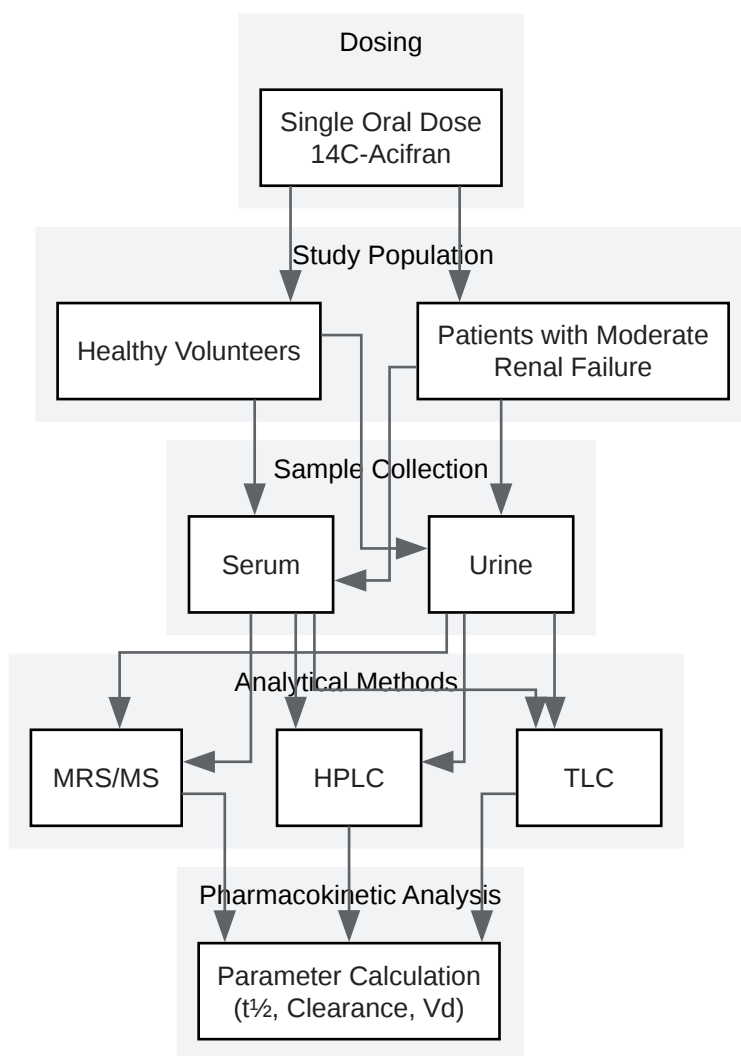 Dosing
Single Oral Dose
14C-Acifran
Study Population
Healthy Volunteers
Patients with Moderate
Renal Failure
Sample Collection
Serum
Urine
Analytical Methods
MRS/MS
HPLC
TLC
Pharmacokinetic Analysis
Parameter Calculation
(t½, Clearance, Vd)